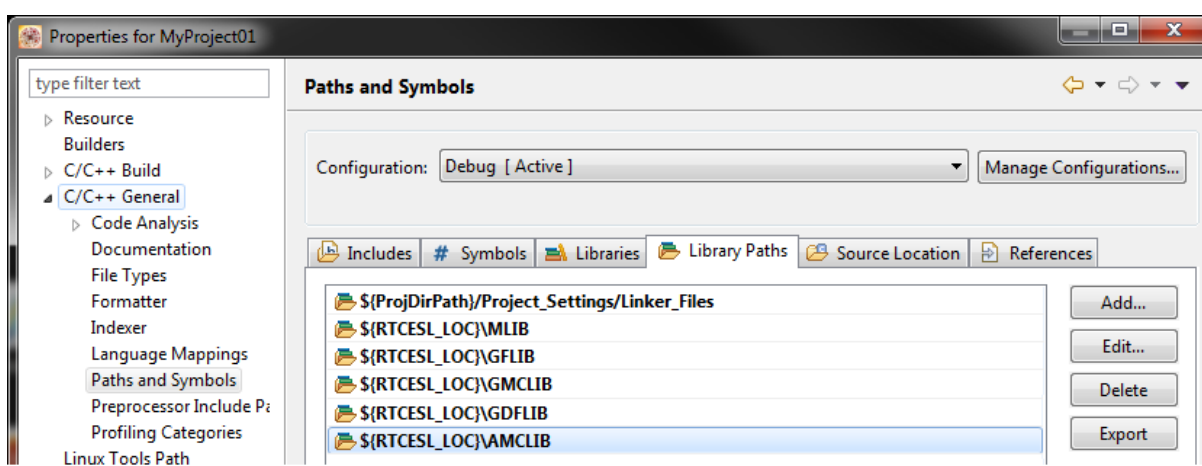 Properties for MyProject01
type filter text
Resource
Builders
C/C++ Build
C/C++ General
Code Analysis
Documentation
File Types
Formatter
Indexer
Language Mappings
Paths and Symbols
Preprocessor Include Pa
Profiling Categories
Linux Tools Path
Paths and Symbols
Configuration: Debug [ Active ] Manage Configurations...
Includes # Symbols Libraries Library Paths Source Location References
${ProjDirPath}/Project_Settings/Linker_Files
${RTCESL_LOC}\MLIB
${RTCESL_LOC}\GFLIB
${RTCESL_LOC}\GMCLIB
${RTCESL_LOC}\GDFLIB
${RTCESL_LOC}\AMCLIB
Add...
Edit...
Delete
Export